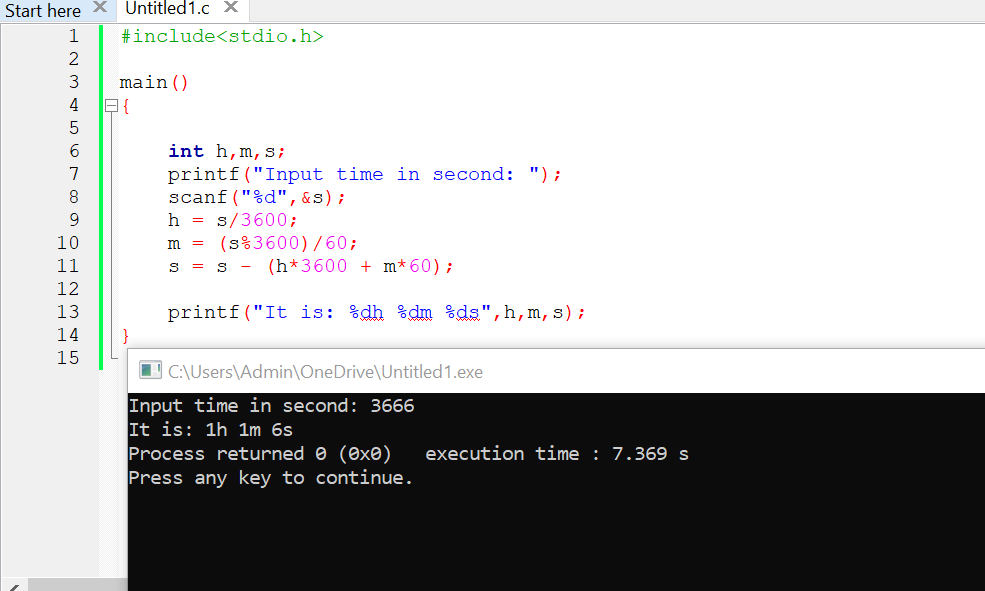 Start here Untitled1.c
1 #include<stdio.h>
2
3 main()
4 {
5
6 int h,m,s;
7 printf("Input time in second: ");
8 scanf("%d",&s);
9 h = s/3600;
10 m = (s%3600)/60;
11 s = s - (h*3600 + m*60);
12
13 printf("It is: %dh %dm %ds",h,m,s);
14 }
15
C:\Users\Admin\OneDrive\Untitled1.exe
Input time in second: 3666
It is: 1h 1m 6s
Process returned 0 (0x0)   execution time : 7.369 s
Press any key to continue.